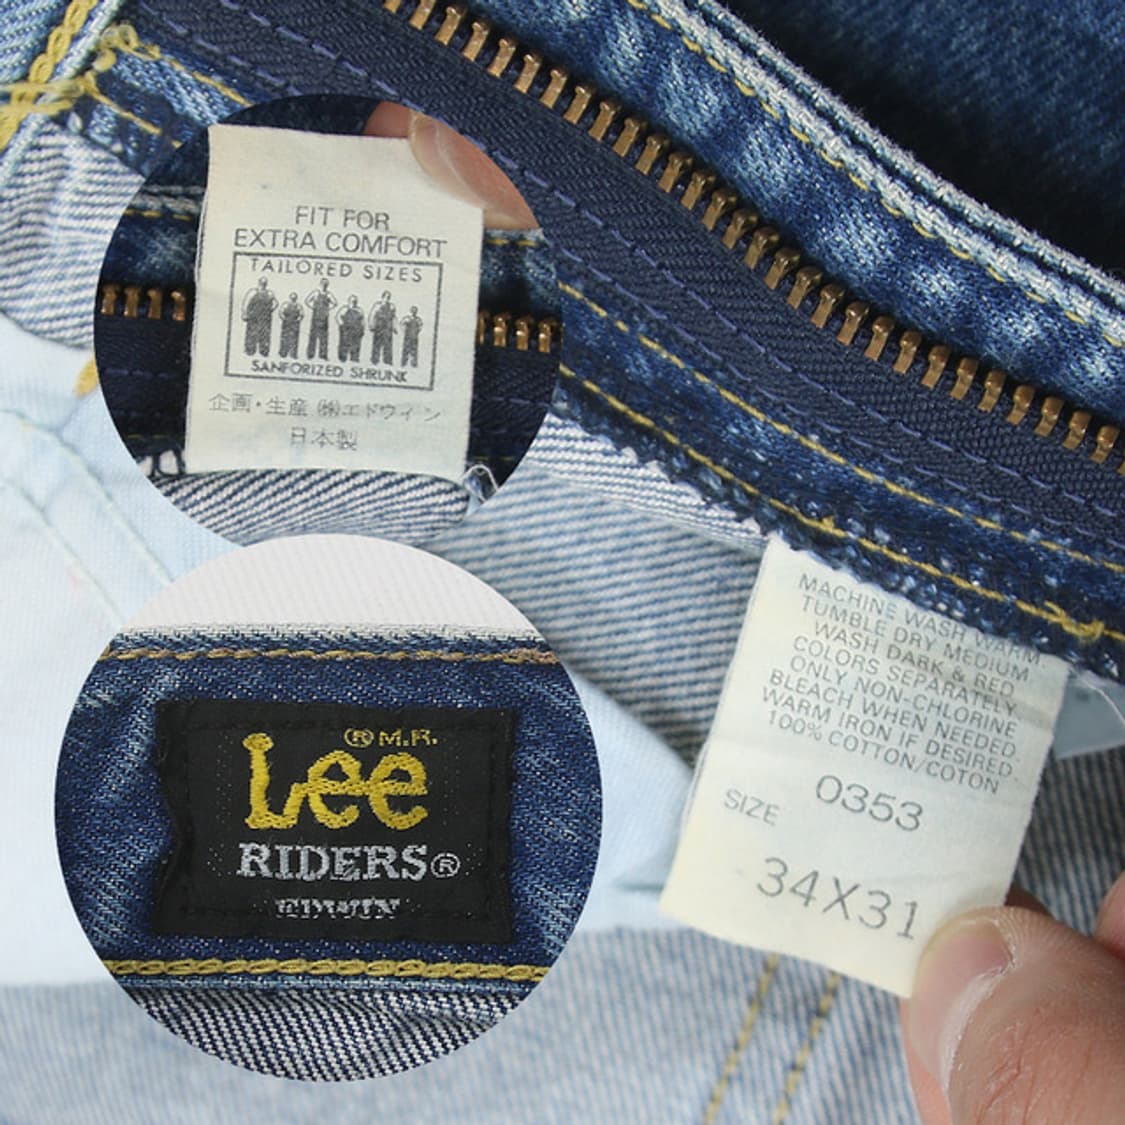 FIT FOR
EXTRA COMFORT
TAILORED SIZES
SANFORIZED SHRUNK
企画・生産 ㈱エドウィン
日本製
® M.R.
Lee
RIDERS®
EDWIN
MACHINE WASH WARM
TUMBLE DRY MEDIUM
WASH DARK & RED
COLORS SEPARATELY
ONLY NON-CHLORINE
BLEACH WHEN NEEDED.
WARM IRON IF DESIRED.
100% COTTON/COTON
0353
SIZE
34X31